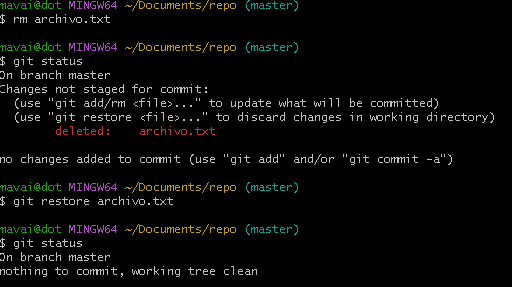 mavai@dot MINGW64 ~/Documents/repo (master)
$ rm archivo.txt
mavai@dot MINGW64 ~/Documents/repo (master)
$ git status
On branch master
Changes not staged for commit:
(use "git add/rm <file>..." to update what will be committed)
(use "git restore <file>..." to discard changes in working directory)
deleted: archivo.txt
no changes added to commit (use "git add" and/or "git commit -a")
mavai@dot MINGW64 ~/Documents/repo (master)
$ git restore archivo.txt
mavai@dot MINGW64 ~/Documents/repo (master)
$ git status
On branch master
nothing to commit, working tree clean